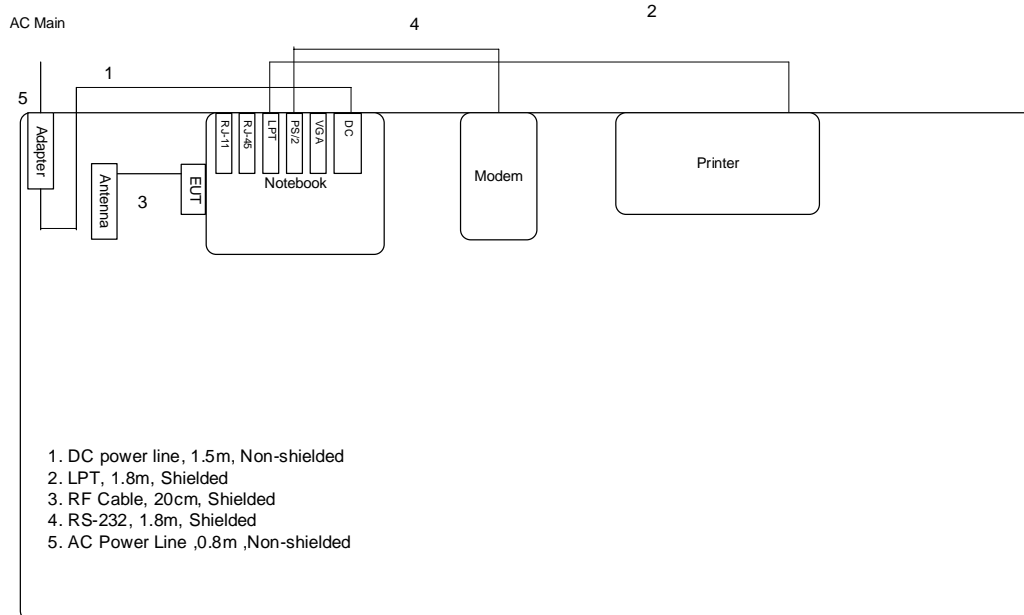 AC Main
2
4
1
5
Adapter
Antenna
3
EUT
RJ-11
RJ-45
LPT
PS/2
VGA
DC
Notebook
Modem
Printer
1. DC power line, 1.5m, Non-shielded
2. LPT, 1.8m, Shielded
3. RF Cable, 20cm, Shielded
4. RS-232, 1.8m, Shielded
5. AC Power Line ,0.8m ,Non-shielded